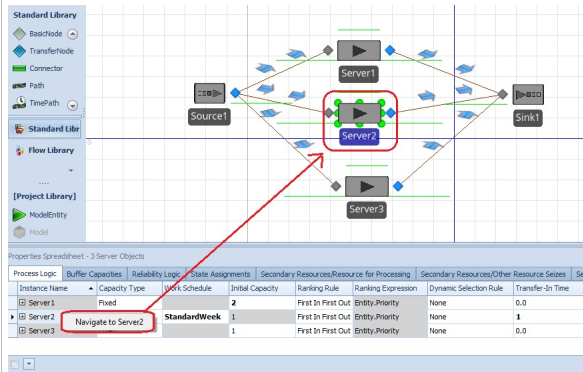 Standard Library
BasicNode
TransferNode
Connector
Path
TimePath
Standard Libr
Flow Library
[Project Library]
ModelEntity
Model
Server1
Source1
Server2
Sink1
Server3
Properties Spreadsheet - 3 Server Objects
Process Logic Buffer Capacities Reliability Logic State Assignments Secondary Resources/Resource for Processing Secondary Resources/Other Resource Seizes Se
Instance Name Capacity Type Work Schedule Initial Capacity Ranking Rule Ranking Expression Dynamic Selection Rule Transfer-In Time
Server1 Fixed 2 First In First Out Entity.Priority None 0.0
Server2 StandardWeek 1 First In First Out Entity.Priority None 1
Navigate to Server2
Server3 1 First In First Out Entity.Priority None 0.0